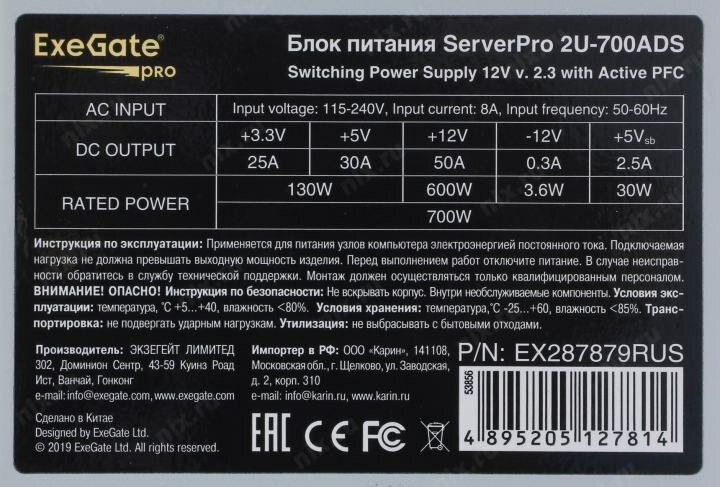 ExeGate®
PRO
Блок питания ServerPro 2U-700ADS
Switching Power Supply 12V v. 2.3 with Active PFC
AC INPUT Input voltage: 115-240V, Input current: 8A, Input frequency: 50-60Hz
DC OUTPUT +3.3V +5V +12V -12V +5Vsb
25A 30A 50A 0.3A 2.5A
RATED POWER 130W 600W 3.6W 30W
700W
Инструкция по эксплуатации: Применяется для питания узлов компьютера электроэнергией постоянного тока. Подключаемая
нагрузка не должна превышать выходную мощность изделия. Перед выполнением работ отключите питание. В случае неисправ-
ности обратитесь в службу технической поддержки. Монтаж должен осуществляться только квалифицированным персоналом.
ВНИМАНИЕ! ОПАСНО! Инструкция по безопасности: Не вскрывать корпус. Внутри необслуживаемые компоненты. Условия экс-
плуатации: температура, °С +5...+40, влажность <80%. Условия хранения: температура,°С -25...+60, влажность <85%. Транс-
портировка: не подвергать ударным нагрузкам. Утилизация: не выбрасывать с бытовыми отходами.
Производитель: ЭКЗЕГЕЙТ ЛИМИТЕД
302, Доминион Сентр, 43-59 Куинз Роад
Ист, Ванчай, Гонконг
e-mail: info@exegate.com, www.exegate.com
Сделано в Китае
Designed by ExeGate Ltd.
© 2019 ExeGate Ltd. All rights reserved.
Импортер в РФ: ООО «Карин», 141108,
Московская обл., г. Щелково, ул. Заводская,
д. 2, корп. 310
e-mail: info@karin.ru, www.karin.ru
EAC CE FC
P/N: EX287879RUS
53856
4 895205 127814